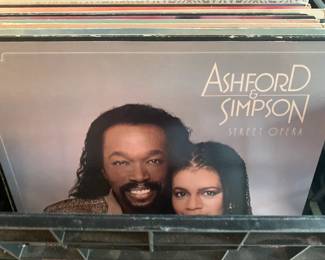 ASHFORD
&
SIMPSON
STREET OPERA